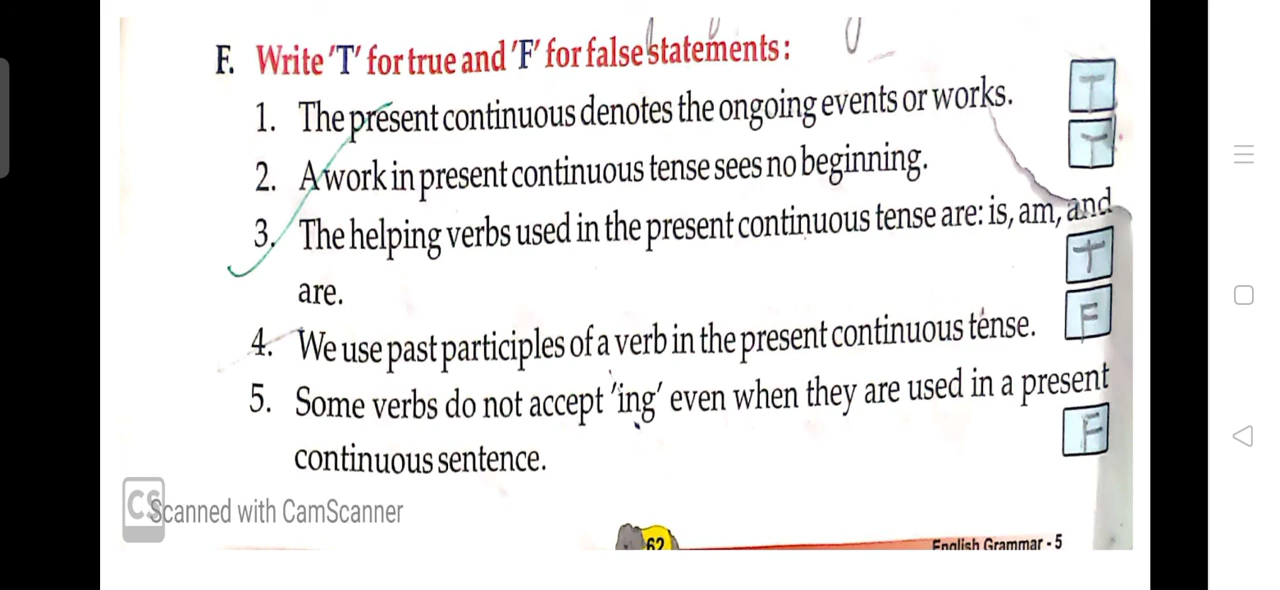 F. Write 'T' for true and 'F' for false statements:
1. The present continuous denotes the ongoing events or works. T
2. A work in present continuous tense sees no beginning. T
3. The helping verbs used in the present continuous tense are: is, am, and
are. T
4. We use past participles of a verb in the present continuous tense. F
5. Some verbs do not accept 'ing' even when they are used in a present
continuous sentence. F
CS Scanned with CamScanner
62
English Grammar - 5